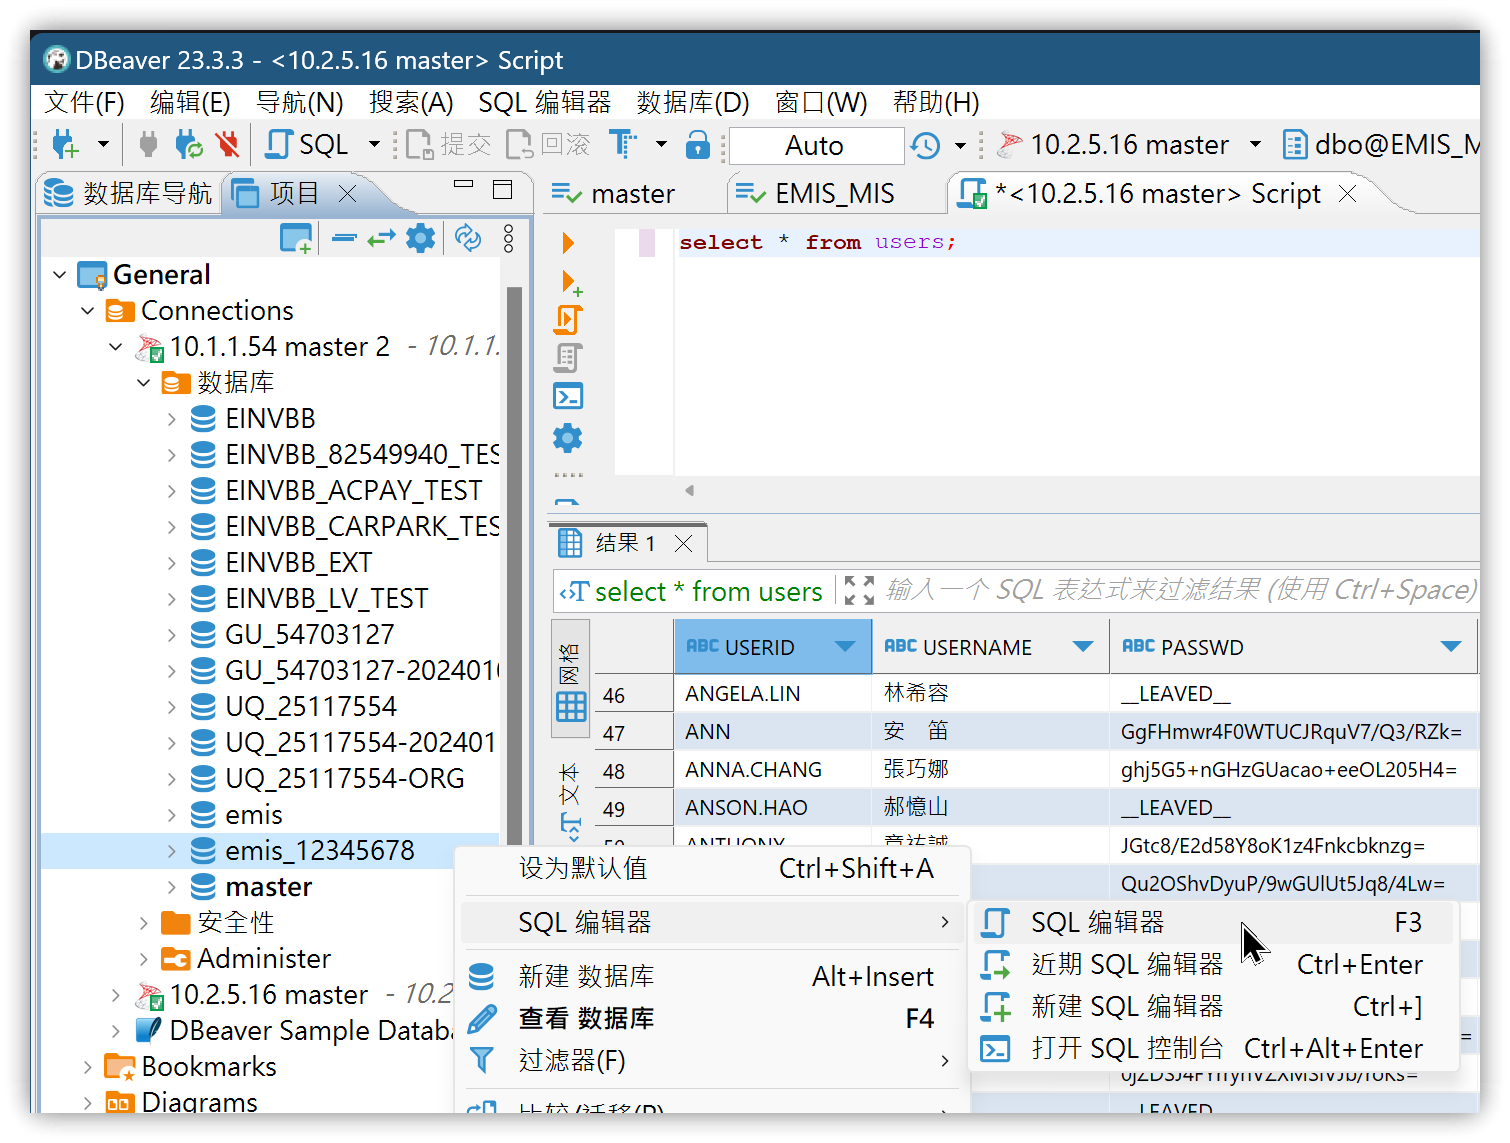 DBeaver 23.3.3 - <10.2.5.16 master> Script
文件(F) 编辑(E) 导航(N) 搜索(A) SQL 编辑器 数据库(D) 窗口(W) 帮助(H)
SQL 提交 回滚 Auto 10.2.5.16 master dbo@EMIS_M
数据库导航 项目
master EMIS_MIS *<10.2.5.16 master> Script
select * from users;
General
Connections
10.1.1.54 master 2 - 10.1.1.
数据库
EINVBB
EINVBB_82549940_TES
EINVBB_ACPAY_TEST
EINVBB_CARPARK_TES
EINVBB_EXT
EINVBB_LV_TEST
GU_54703127
GU_54703127-2024010
UQ_25117554
UQ_25117554-202401
UQ_25117554-ORG
emis
emis_12345678
master
安全性
Administer
10.2.5.16 master - 10.2
DBeaver Sample Databa
Bookmarks
Diagrams
结果 1
select * from users 输入一个 SQL 表达式来过滤结果 (使用 Ctrl+Space)
网格
文本
ABC USERID ABC USERNAME ABC PASSWD
46 ANGELA.LIN 林希容 __LEAVED__
47 ANN 安 笛 GgFHmwr4F0WTUCJRquV7/Q3/RZk=
48 ANNA.CHANG 張巧娜 ghj5G5+nGHzGUacao+eeOL205H4=
49 ANSON.HAO 郝憶山 __LEAVED__
50 ANTHONY JGtc8/E2d58Y8oK1z4Fnkcbknzg=
Qu2OShvDyuP/9wGUlUt5Jq8/4Lw=
__LEAVED__
设为默认值 Ctrl+Shift+A
SQL 编辑器
新建 数据库 Alt+Insert
查看 数据库 F4
过滤器(F)
比较/迁移(P)
SQL 编辑器 F3
近期 SQL 编辑器 Ctrl+Enter
新建 SQL 编辑器 Ctrl+]
打开 SQL 控制台 Ctrl+Alt+Enter